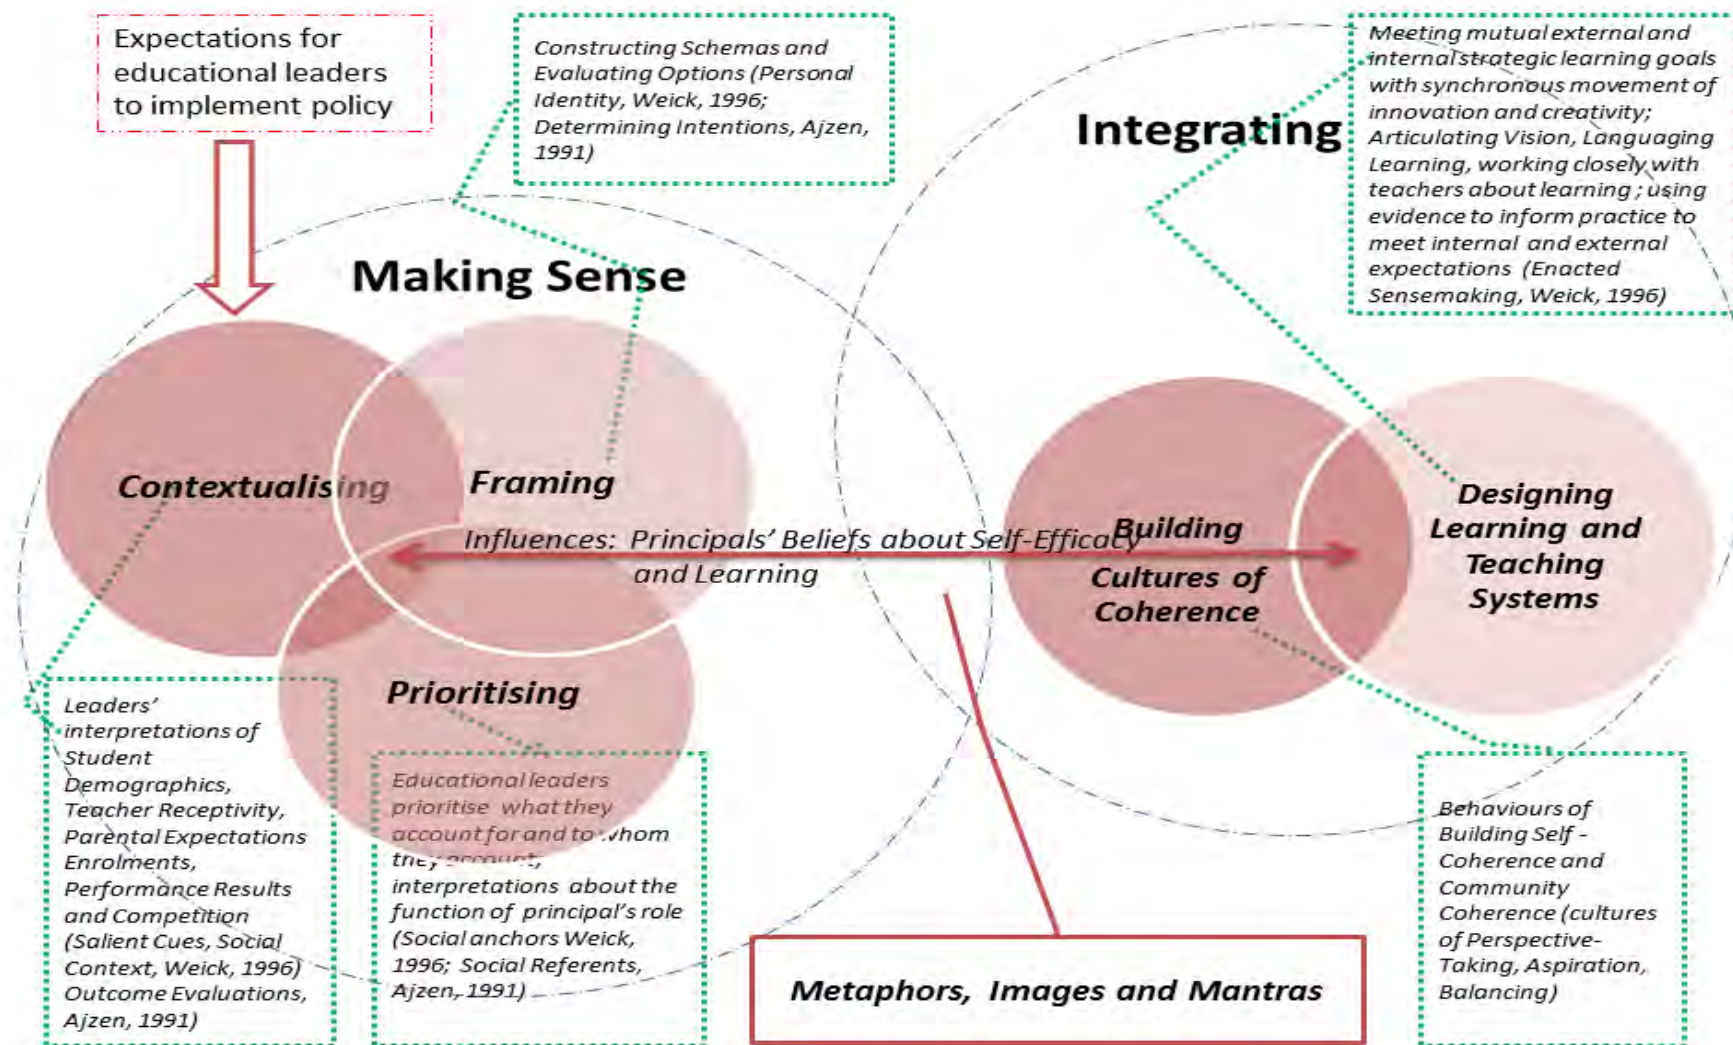 Expectations for
educational leaders
to implement policy
Constructing Schemas and
Evaluating Options (Personal
Identity, Weick, 1996;
Determining Intentions, Ajzen,
1991)
Integrating
Meeting mutual external and
internal strategic learning goals
with synchronous movement of
innovation and creativity;
Articulating Vision, Languaging
Learning, working closely with
teachers about learning ; using
evidence to inform practice to
meet internal and external
expectations (Enacted
Sensemaking, Weick, 1996)
Making Sense
Contextualising
Framing
Influences: Principals' Beliefs about Self-Efficacy
and Learning
Building
Cultures of
Coherence
Designing
Learning and
Teaching
Systems
Prioritising
Leaders'
interpretations of
Student
Demographics,
Teacher Receptivity,
Parental Expectations
Enrolments,
Performance Results
and Competition
(Salient Cues, Social
Context, Weick, 1996)
Outcome Evaluations,
Ajzen, 1991)
Educational leaders
prioritise what they
account for and to whom
they account,
interpretations about the
function of principal's role
(Social anchors Weick,
1996; Social Referents,
Ajzen, 1991)
Metaphors, Images and Mantras
Behaviours of
Building Self -
Coherence and
Community
Coherence (cultures
of Perspective-
Taking, Aspiration,
Balancing)